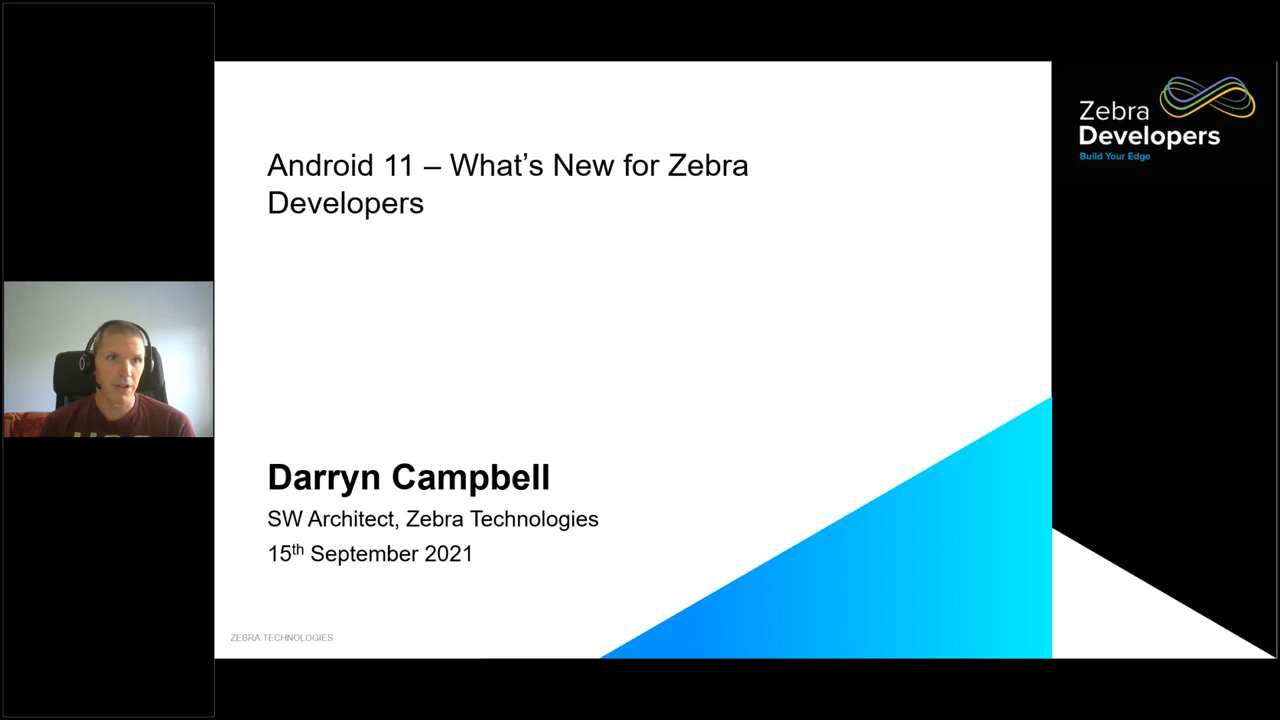 Android 11 – What's New for Zebra
Developers
Darryn Campbell
SW Architect, Zebra Technologies
15th September 2021
ZEBRA TECHNOLOGIES
Zebra
Developers
Build Your Edge